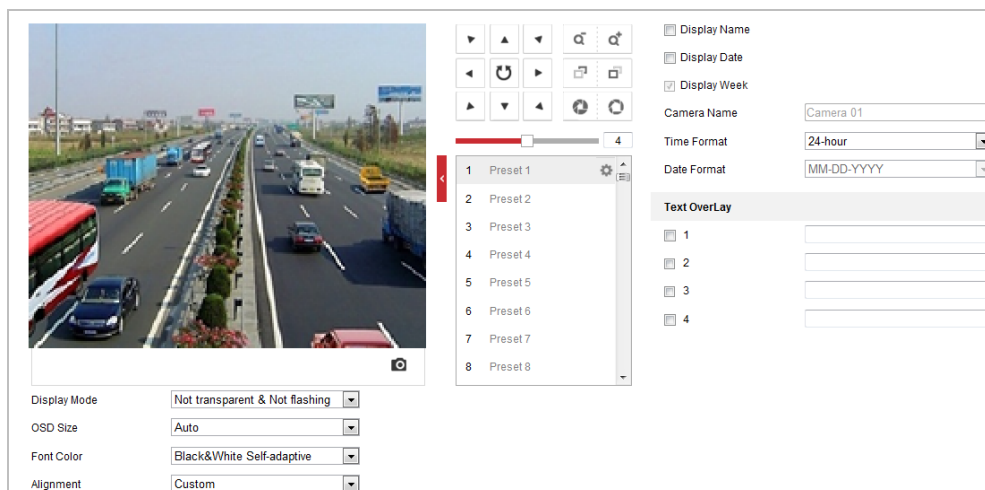 Display Name
Display Date
Display Week
Camera Name Camera 01
Time Format 24-hour
Date Format MM-DD-YYYY
Text OverLay
1
2
3
4
4
1 Preset 1
2 Preset 2
3 Preset 3
4 Preset 4
5 Preset 5
6 Preset 6
7 Preset 7
8 Preset 8
Display Mode Not transparent & Not flashing
OSD Size Auto
Font Color Black&White Self-adaptive
Alignment Custom